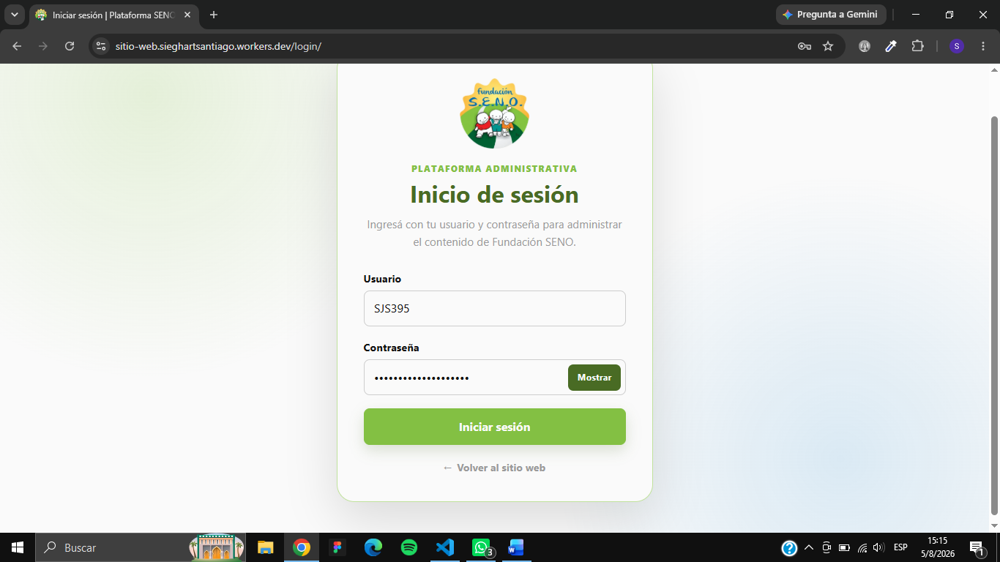 Iniciar sesión | Plataforma SENO
Pregunta a Gemini
sitio-web.sieghartsantiago.workers.dev/login/
S
fundación
S.E.N.O.
PLATAFORMA ADMINISTRATIVA
Inicio de sesión
Ingresá con tu usuario y contraseña para administrar
el contenido de Fundación SENO.
Usuario
SJS395
Contraseña
••••••••••••••••••••
Mostrar
Iniciar sesión
← Volver al sitio web
Buscar
3
W
ESP
15:15
5/8/2026
1